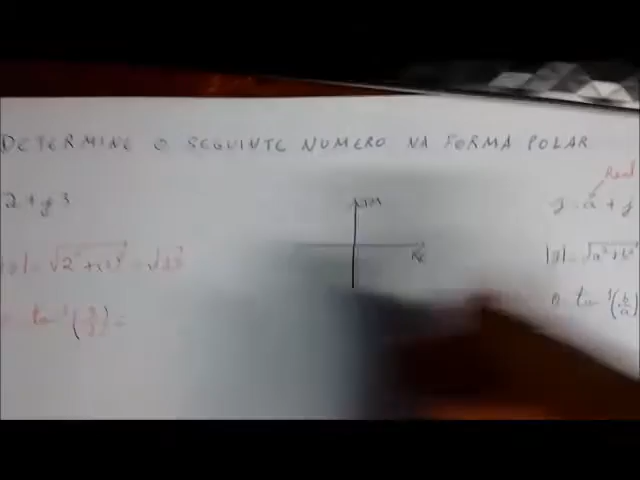 DETERMINE O SEGUINTE NUMERO NA FORMA POLAR
Real
2 + j3
IM
z = a + j
Re
|z| = √2² + 3²
|z| = √a² + b²
tan⁻¹(3/2) =
θ tan⁻¹(b/a)